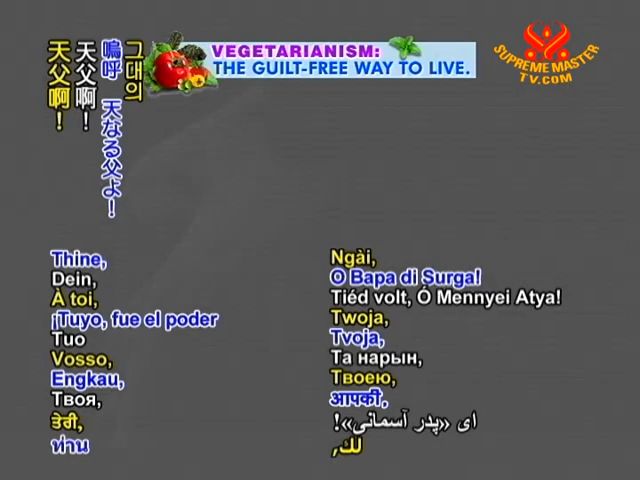 VEGETARIANISM:
THE GUILT-FREE WAY TO LIVE.
SUPREME MASTER
TV.COM
그대의
嗚呼 天なる父よ!
天父啊!
天父啊!
Thine,
Dein,
À toi,
¡Tuyo, fue el poder
Tuo
Vosso,
Engkau,
Твоя,
ਤੇਰੀ,
ท่าน
Ngài,
O Bapa di Surga!
Tiéd volt, Ó Mennyei Atya!
Twoja,
Tvoja,
Та нарын,
Твоею,
आपकी,
ای «پدر آسمانی»!
لك,